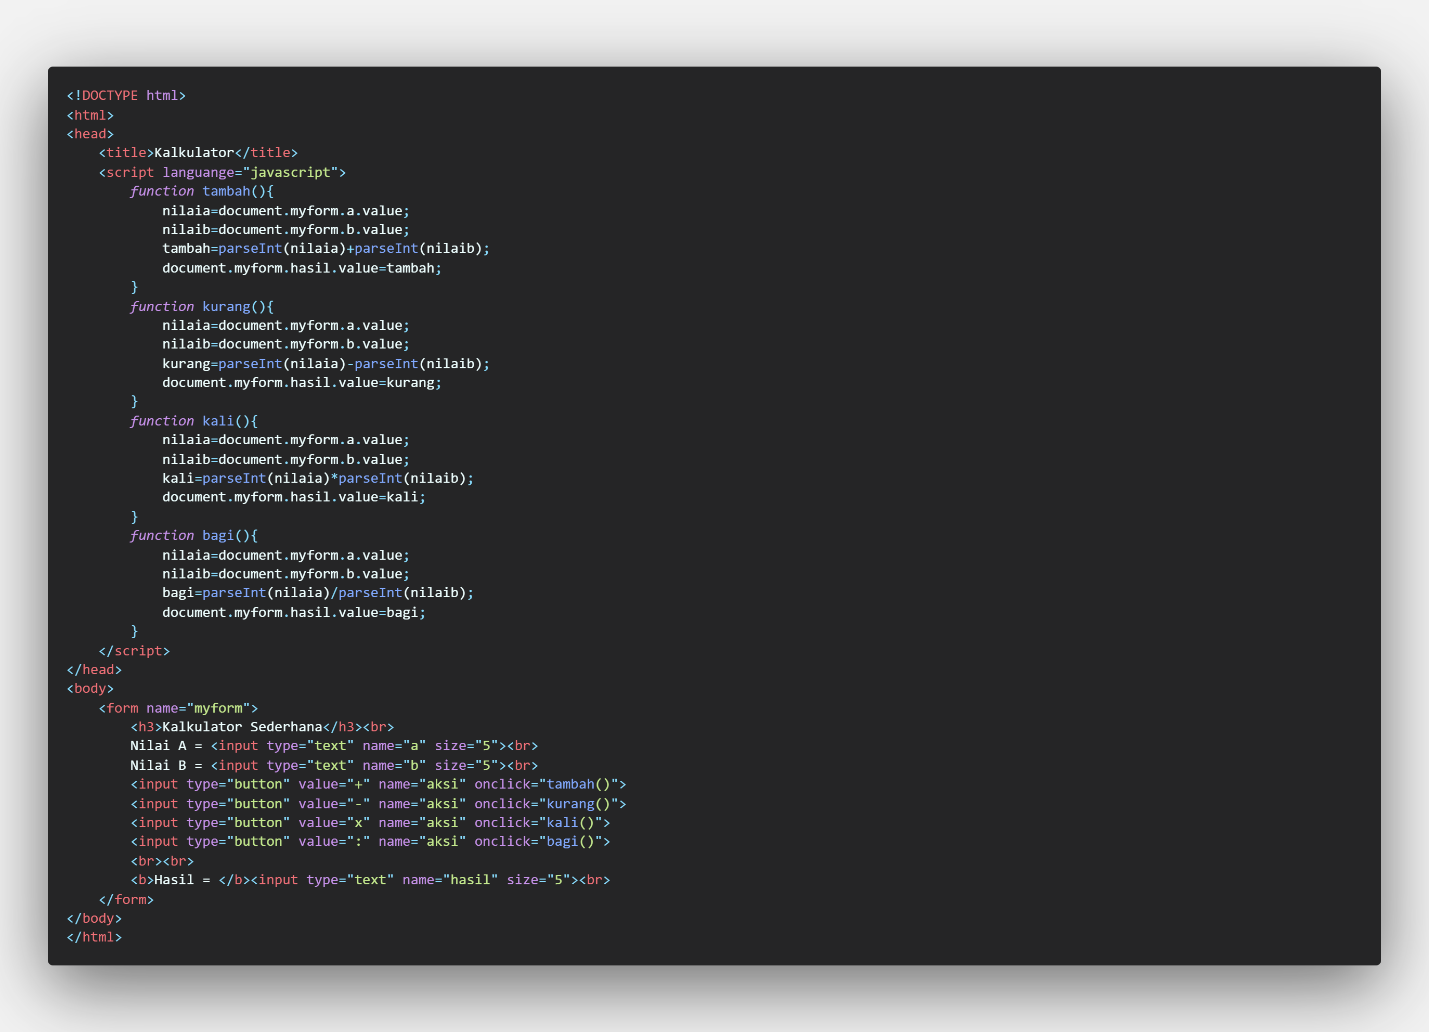 <!DOCTYPE html>
<html>
<head>
    <title>Kalkulator</title>
    <script languange="javascript">
        function tambah(){
            nilaia=document.myform.a.value;
            nilaib=document.myform.b.value;
            tambah=parseInt(nilaia)+parseInt(nilaib);
            document.myform.hasil.value=tambah;
        }
        function kurang(){
            nilaia=document.myform.a.value;
            nilaib=document.myform.b.value;
            kurang=parseInt(nilaia)-parseInt(nilaib);
            document.myform.hasil.value=kurang;
        }
        function kali(){
            nilaia=document.myform.a.value;
            nilaib=document.myform.b.value;
            kali=parseInt(nilaia)*parseInt(nilaib);
            document.myform.hasil.value=kali;
        }
        function bagi(){
            nilaia=document.myform.a.value;
            nilaib=document.myform.b.value;
            bagi=parseInt(nilaia)/parseInt(nilaib);
            document.myform.hasil.value=bagi;
        }
    </script>
</head>
<body>
    <form name="myform">
        <h3>Kalkulator Sederhana</h3><br>
        Nilai A = <input type="text" name="a" size="5"><br>
        Nilai B = <input type="text" name="b" size="5"><br>
        <input type="button" value="+" name="aksi" onclick="tambah()">
        <input type="button" value="-" name="aksi" onclick="kurang()">
        <input type="button" value="x" name="aksi" onclick="kali()">
        <input type="button" value=":" name="aksi" onclick="bagi()">
        <br><br>
        <b>Hasil = </b><input type="text" name="hasil" size="5"><br>
    </form>
</body>
</html>